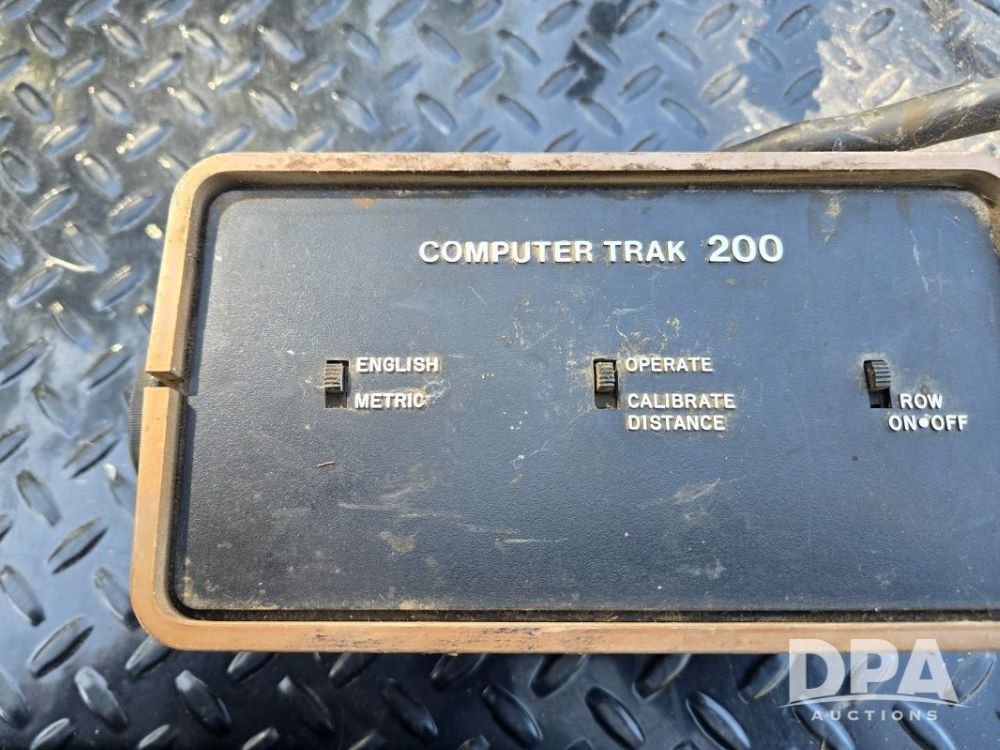 COMPUTER TRAK 200
ENGLISH
METRIC
OPERATE
CALIBRATE
DISTANCE
ROW
ON•OFF
DPA
AUCTIONS